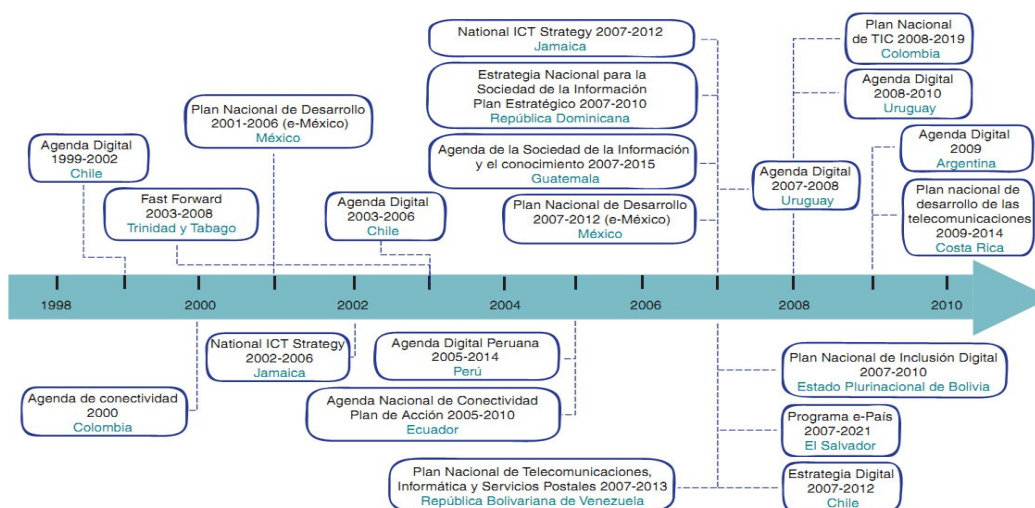 National ICT Strategy 2007-2012
Jamaica
Estrategia Nacional para la
Sociedad de la Información
Plan Estratégico 2007-2010
República Dominicana
Agenda de la Sociedad de la Información
y el conocimiento 2007-2015
Guatemala
Plan Nacional de Desarrollo
2007-2012 (e-México)
México
Plan Nacional
de TIC 2008-2019
Colombia
Agenda Digital
2008-2010
Uruguay
Agenda Digital
2009
Argentina
Plan nacional de
desarrollo de las
telecomunicaciones
2009-2014
Costa Rica
Agenda Digital
2007-2008
Uruguay
Plan Nacional de Desarrollo
2001-2006 (e-México)
México
Agenda Digital
1999-2002
Chile
Fast Forward
2003-2008
Trinidad y Tabago
Agenda Digital
2003-2006
Chile
1998
2000
2002
2004
2006
2008
2010
National ICT Strategy
2002-2006
Jamaica
Agenda Digital Peruana
2005-2014
Perú
Agenda de conectividad
2000
Colombia
Agenda Nacional de Conectividad
Plan de Acción 2005-2010
Ecuador
Plan Nacional de Telecomunicaciones,
Informática y Servicios Postales 2007-2013
República Bolivariana de Venezuela
Plan Nacional de Inclusión Digital
2007-2010
Estado Plurinacional de Bolivia
Programa e-País
2007-2021
El Salvador
Estrategia Digital
2007-2012
Chile